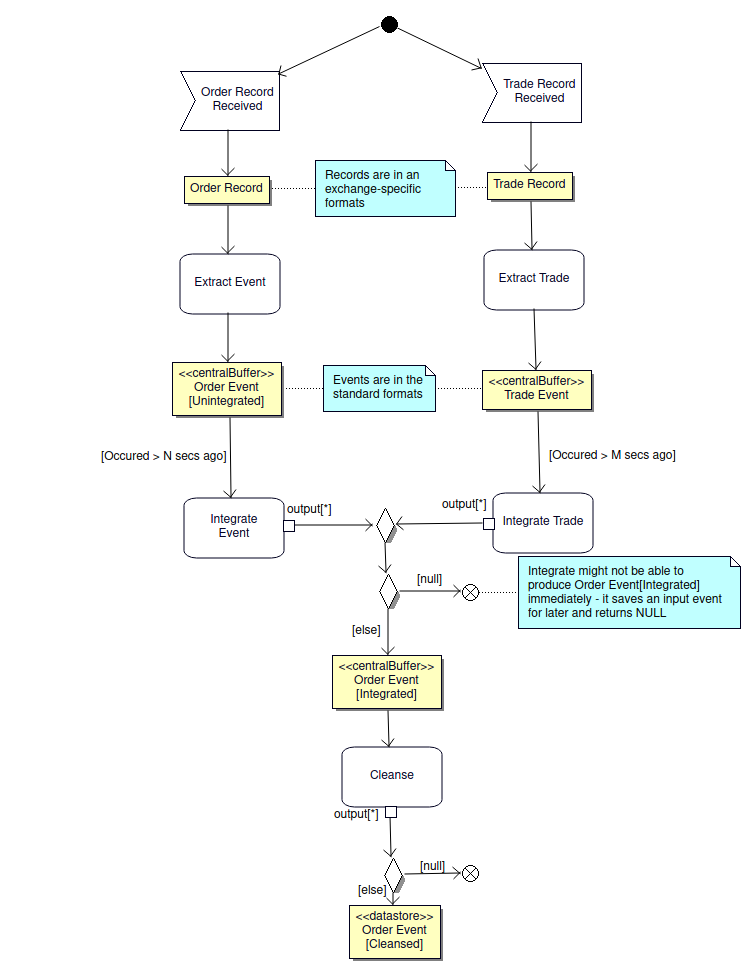 Order Record
Received
Trade Record
Received
Order Record
Records are in an
exchange-specific
formats
Trade Record
Extract Event
Extract Trade
<<centralBuffer>>
Order Event
[Unintegrated]
Events are in the
standard formats
<<centralBuffer>>
Trade Event
[Occured > N secs ago]
[Occured > M secs ago]
Integrate
Event
output[*]
output[*]
Integrate Trade
[null]
Integrate might not be able to
produce Order Event[Integrated]
immediately - it saves an input event
for later and returns NULL
[else]
<<centralBuffer>>
Order Event
[Integrated]
Cleanse
output[*]
[null]
[else]
<<datastore>>
Order Event
[Cleansed]